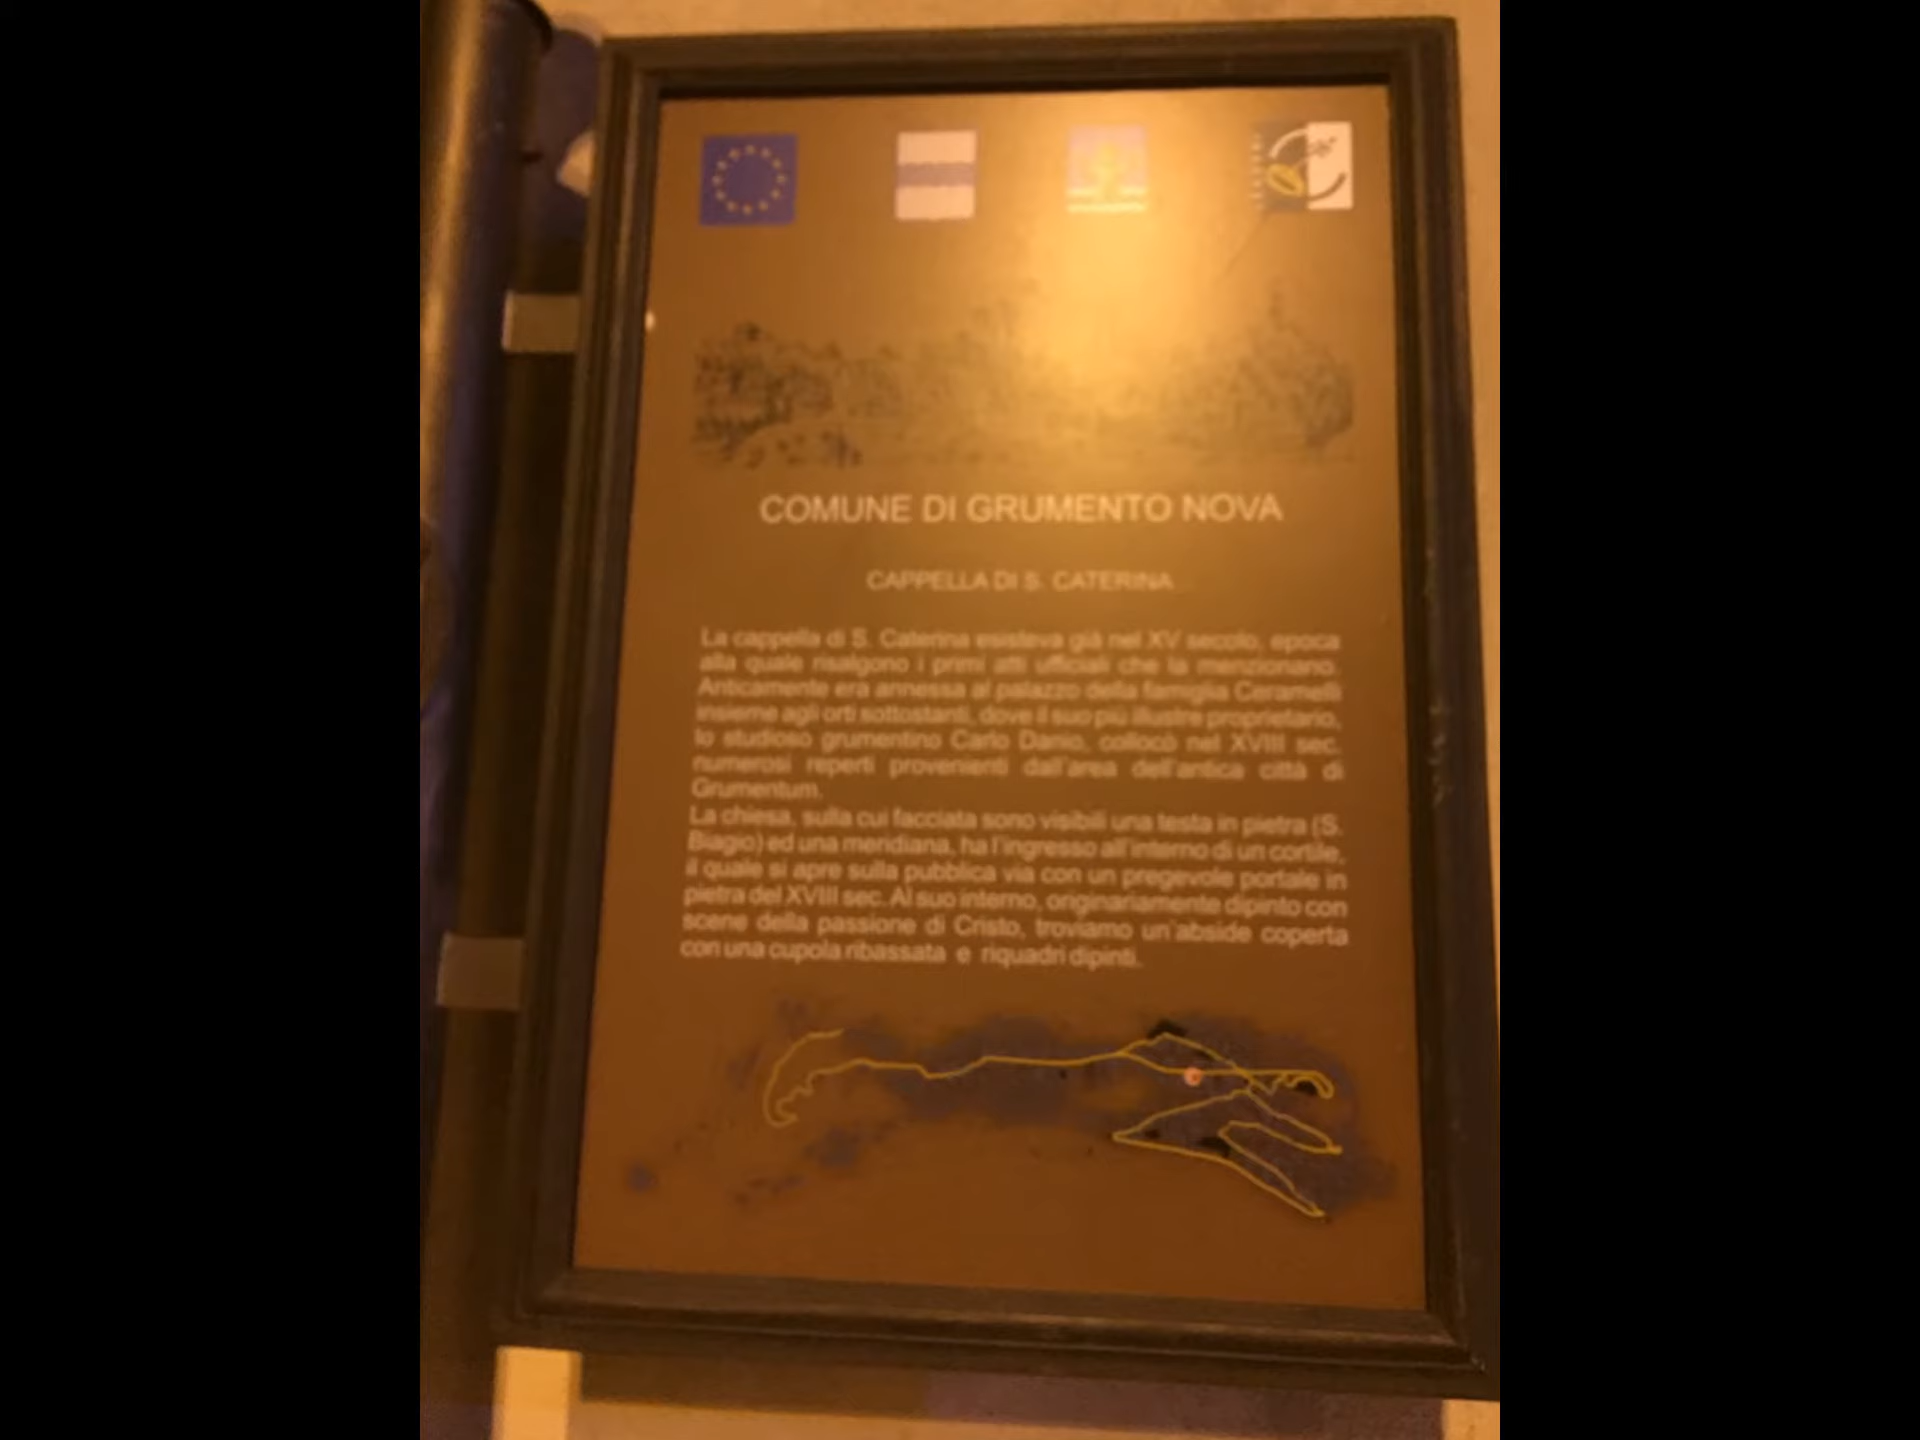 COMUNE DI GRUMENTO NOVA
CAPPELLA DI S. CATERINA
La cappella di S. Caterina esisteva già nel XV secolo, epoca
alla quale risalgono i primi atti ufficiali che la menzionano.
Anticamente era annessa al palazzo della famiglia Ceramelli
insieme agli orti sottostanti, dove il suo più illustre proprietario,
lo studioso grumentino Carlo Danio, collocò nel XVIII sec.
numerosi reperti provenienti dall'area dell'antica città di
Grumentum.
La chiesa, sulla cui facciata sono visibili una testa in pietra (S.
Biagio) ed una meridiana, ha l'ingresso all'interno di un cortile,
il quale si apre sulla pubblica via con un pregevole portale in
pietra del XVIII sec. Al suo interno, originariamente dipinto con
scene della passione di Cristo, troviamo un'abside coperta
con una cupola ribassata e riquadri dipinti.